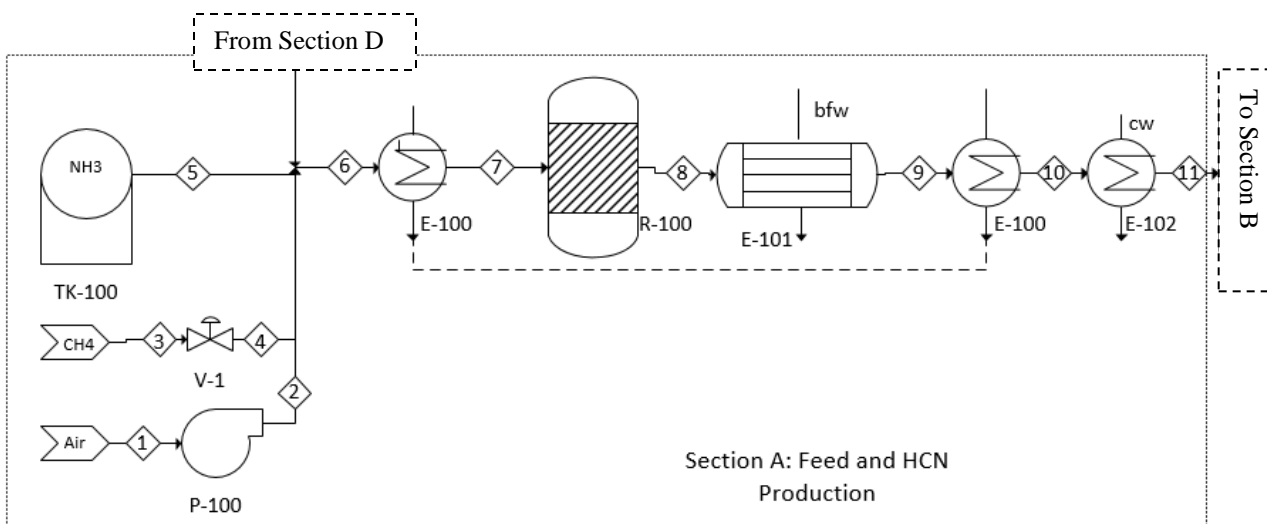 From Section D
NH3
5
6
7
8
bfw
9
10
cw
11
To Section B
E-100
R-100
E-101
E-100
E-102
TK-100
CH4
3
4
V-1
2
Air
1
P-100
Section A: Feed and HCN
Production